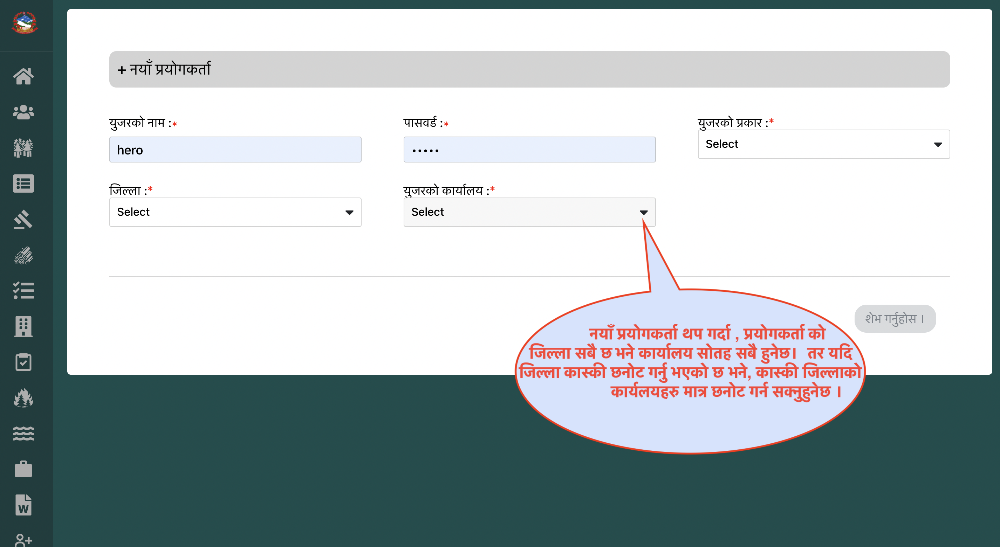 + नयाँ प्रयोगकर्ता
युजरको नाम :*
पासवर्ड :*
युजरको प्रकार :*
hero
•••••
Select
जिल्ला :*
युजरको कार्यालय :*
Select
Select
शेभ गर्नुहोस ।
नयाँ प्रयोगकर्ता थप गर्दा , प्रयोगकर्ता को
जिल्ला सबै छ भने कार्यालय सोतह सबै हुनेछ। तर यदि
जिल्ला कास्की छनोट गर्नु भएको छ भने, कास्की जिल्लाको
कार्यलयहरु मात्र छनोट गर्न सक्नुहुनेछ ।
W